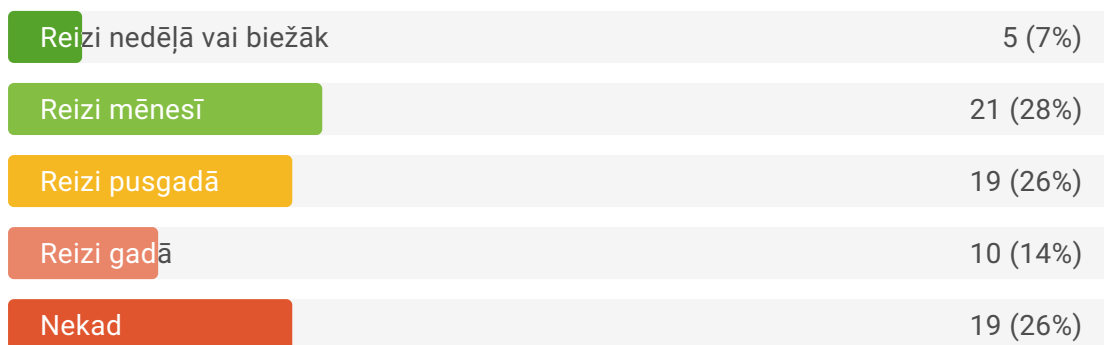 Reizi nedēļā vai biežāk 5 (7%)
Reizi mēnesī 21 (28%)
Reizi pusgadā 19 (26%)
Reizi gadā 10 (14%)
Nekad 19 (26%)